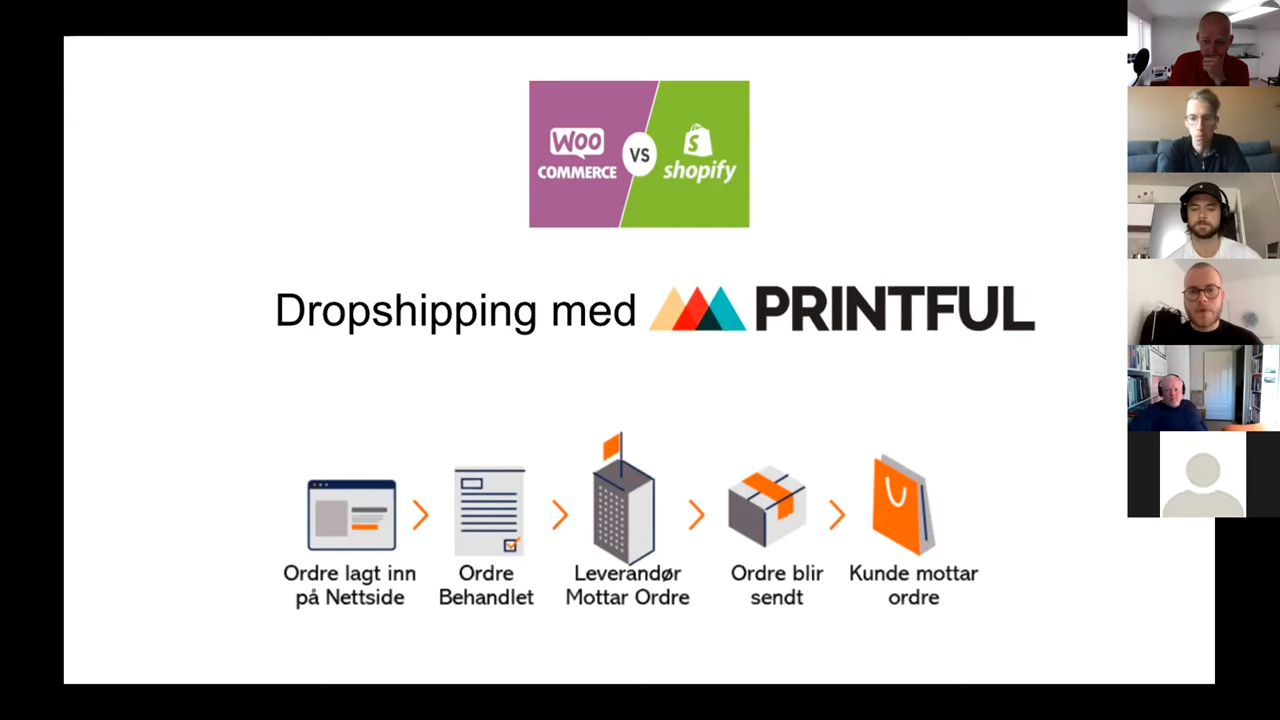 WOO
COMMERCE
VS
S
shopify
Dropshipping med PRINTFUL
Ordre lagt inn
på Nettside
Ordre
Behandlet
Leverandør
Mottar Ordre
Ordre blir
sendt
Kunde mottar
ordre